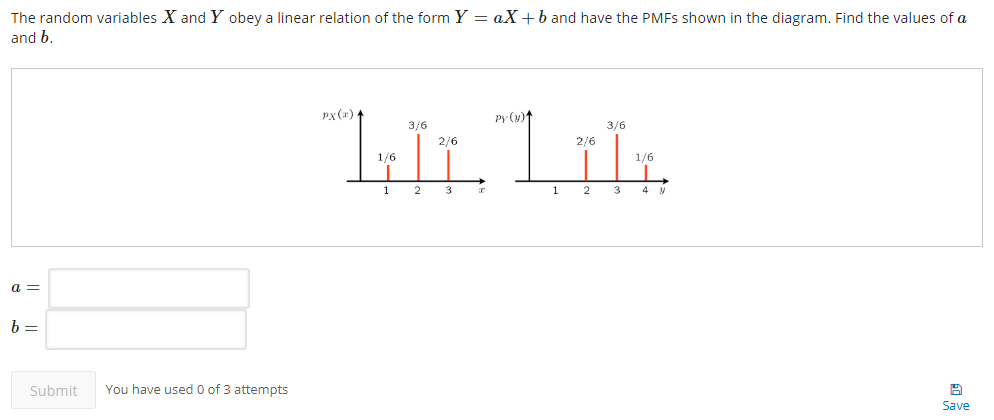 The random variables X and Y obey a linear relation of the form Y = aX + b and have the PMFs shown in the diagram. Find the values of a
and b.
pX(x)
3/6
2/6
1/6
1 2 3 x
pY(y)
3/6
2/6
1/6
1 2 3 4 y
a =
b =
Submit You have used 0 of 3 attempts
Save